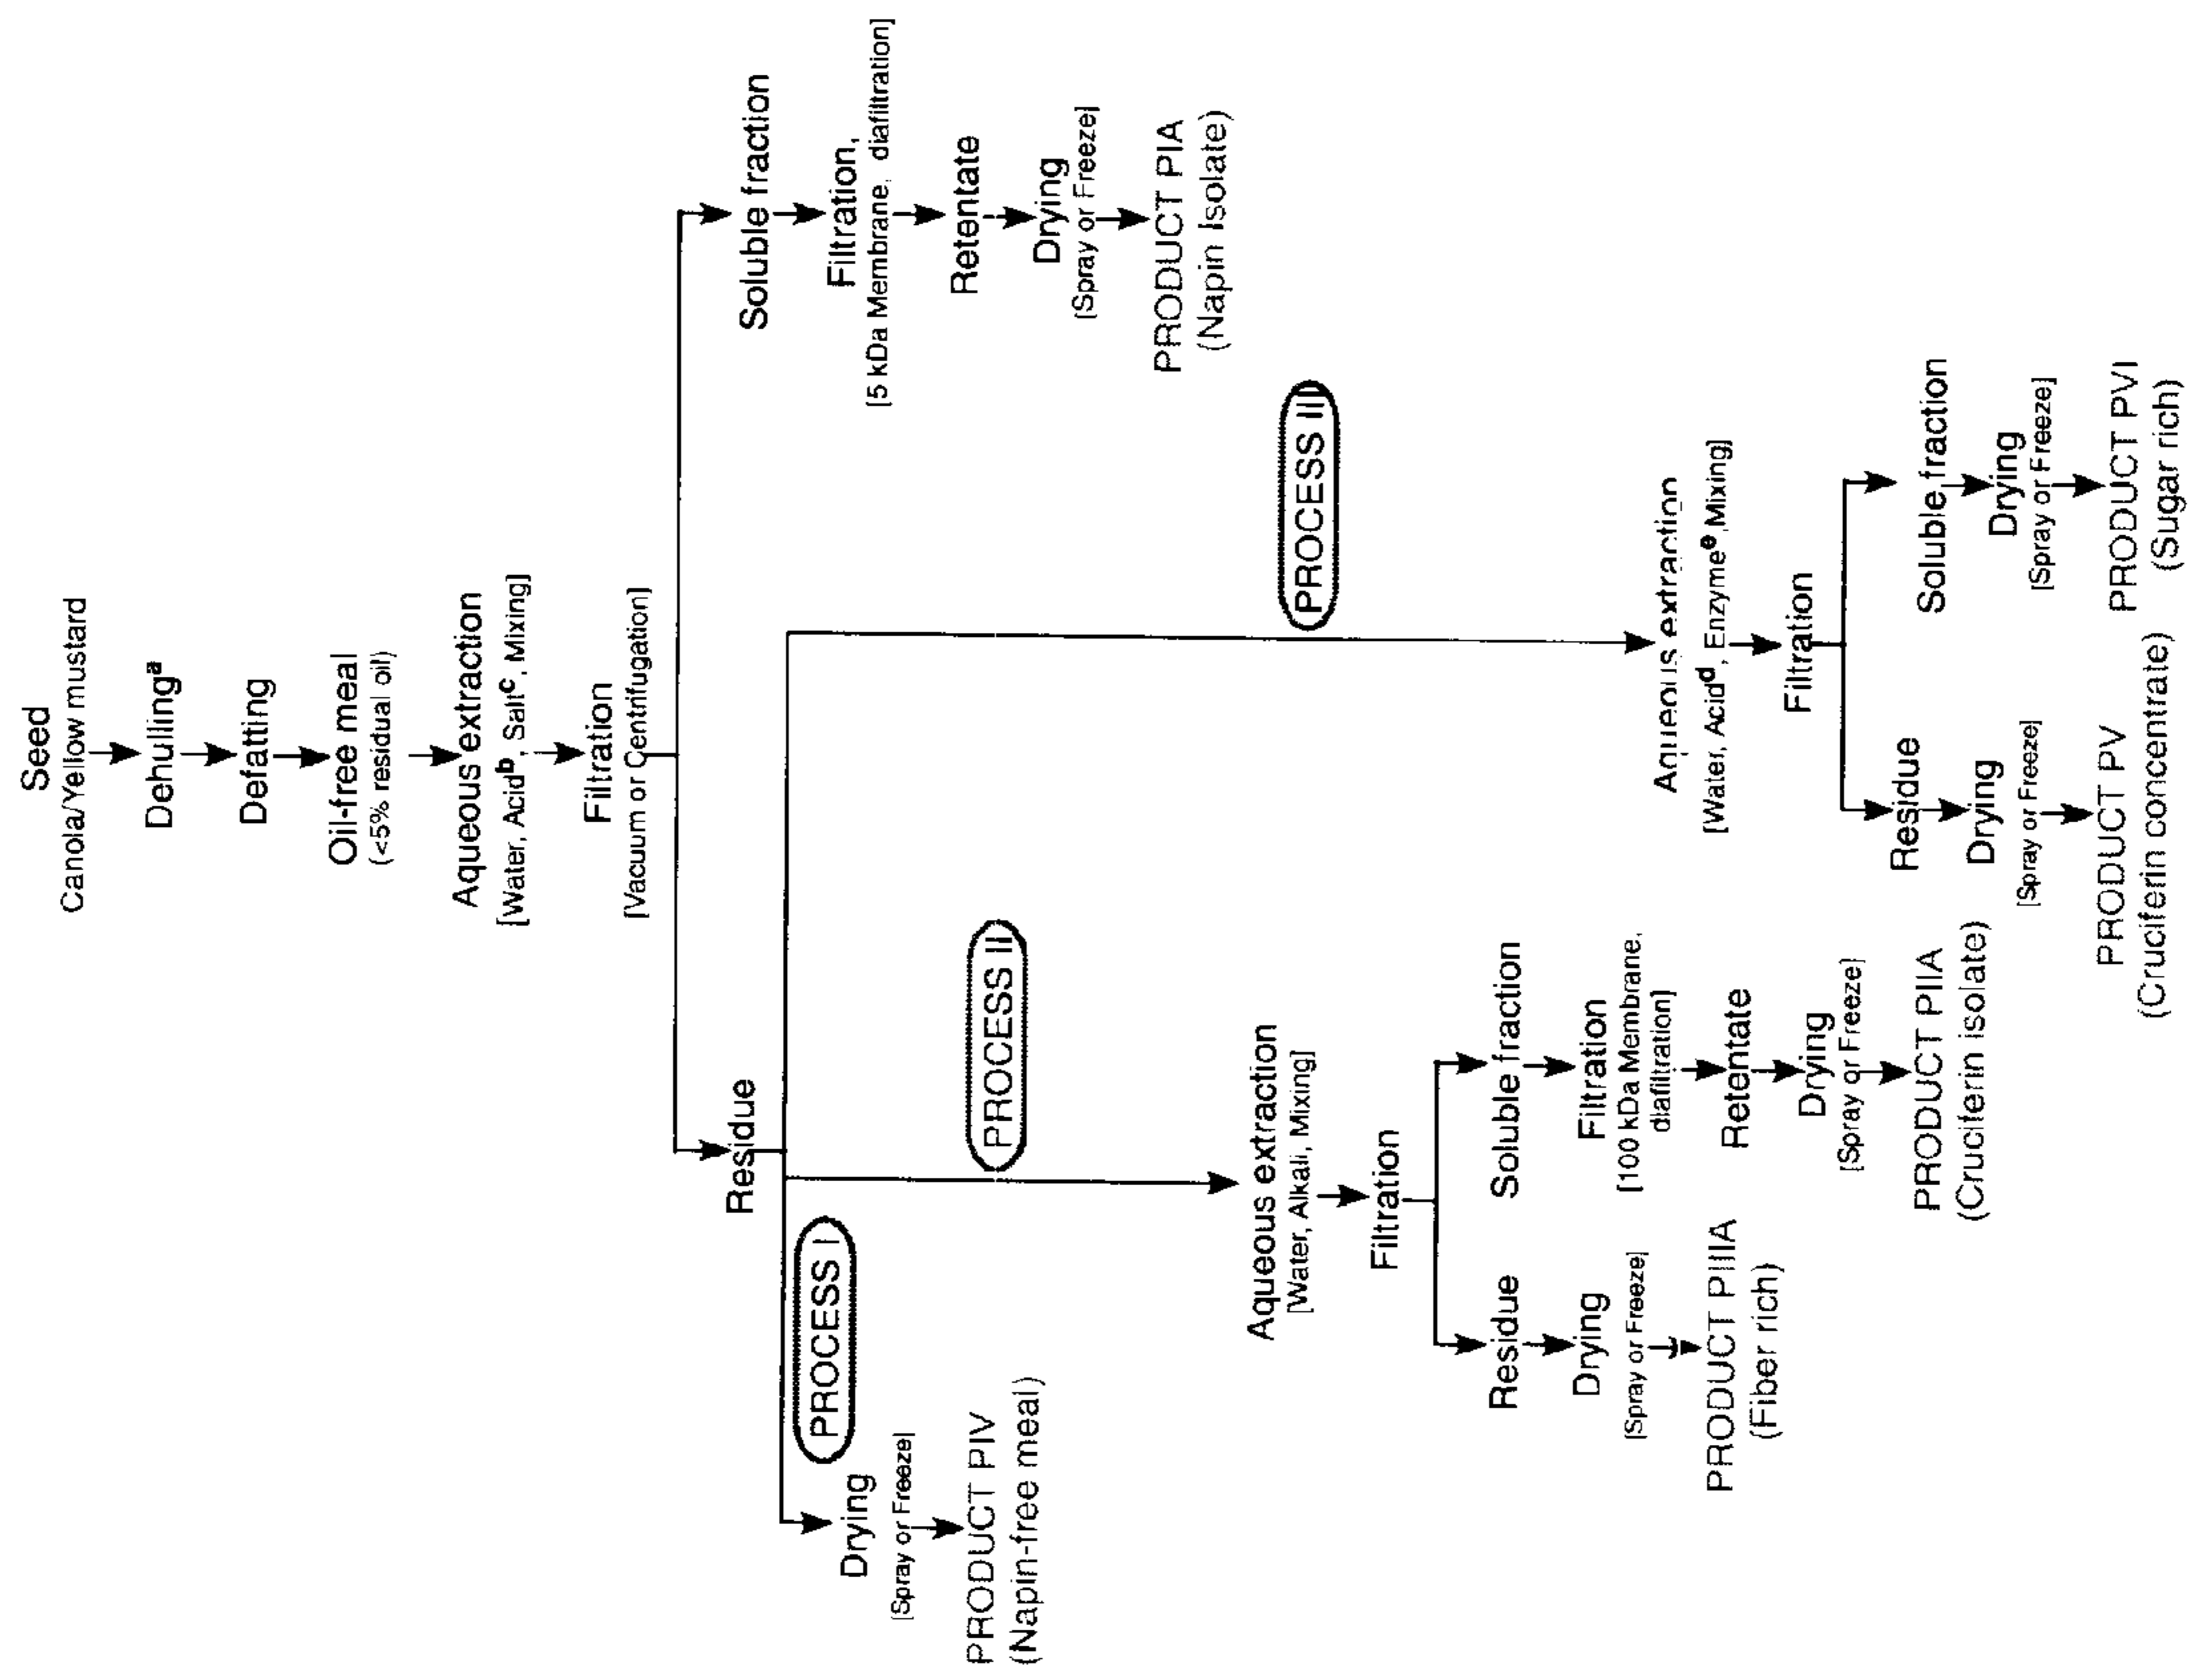 Seed
Canola/Yellow mustard
Dehullingᵃ
Defatting
Oil-free meal
(<5% residual oil)
Aqueous extraction
[Water, Acidᵇ, Saltᶜ, Mixing]
Filtration
[Vacuum or Centrifugation]
Residue
PROCESS I
Drying
[Spray or Freeze]
PRODUCT PIV
(Napin-free meal)
PROCESS II
Aqueous extraction
[Water, Alkali, Mixing]
Filtration
Residue
Drying
[Spray or Freeze]
PRODUCT PIIIA
(Fiber rich)
Soluble fraction
Filtration
[100 kDa Membrane,
diafiltration]
Retentate
Drying
[Spray or Freeze]
PRODUCT PIIA
(Cruciferin isolate)
PROCESS III
Aqueous extraction
[Water, Acidᵈ, Enzymeᵉ, Mixing]
Filtration
Residue
Drying
[Spray or Freeze]
PRODUCT PV
(Cruciferin concentrate)
Soluble fraction
Drying
[Spray or Freeze]
PRODUCT PVI
(Sugar rich)
Soluble fraction
Filtration,
[5 kDa Membrane, diafiltration]
Retentate
Drying
[Spray or Freeze]
PRODUCT PIA
(Napin Isolate)